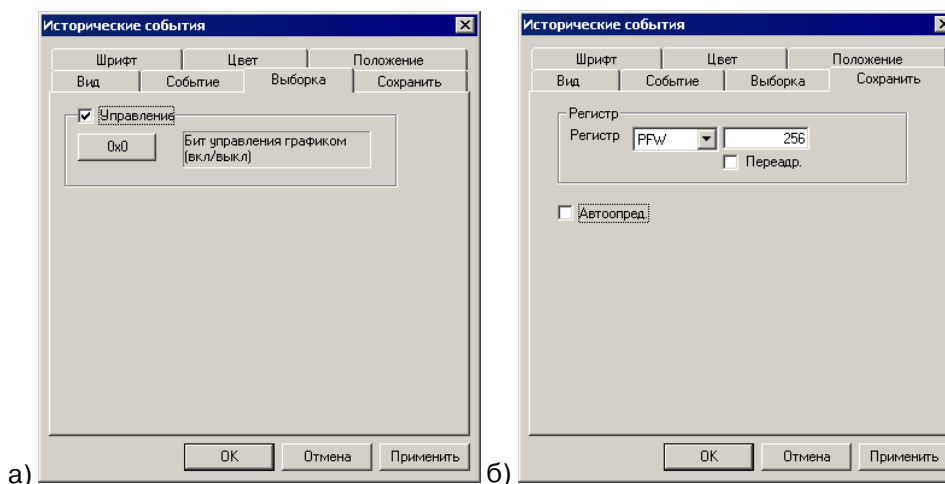 Исторические события
Шрифт Цвет Положение
Вид Событие Выборка Сохранить
Управление
0x0 Бит управления графиком
(вкл/выкл)
OK Отмена Применить
а)
Исторические события
Шрифт Цвет Положение
Вид Событие Выборка Сохранить
Регистр
Регистр PFW 256
Переадр.
Автоопред.
OK Отмена Применить
б)